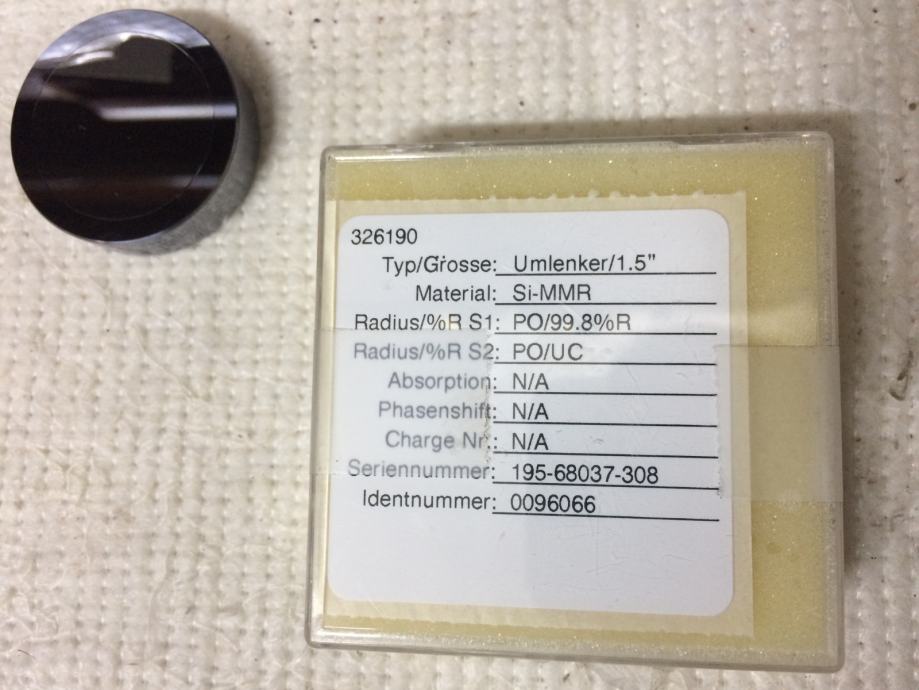 326190
Typ/Grosse: Umlenker/1.5"
Material: Si-MMR
Radius/%R S1: PO/99.8%R
Radius/%R S2: PO/UC
Absorption: N/A
Phasenshift: N/A
Charge Nr.: N/A
Seriennummer: 195-68037-308
Identnummer: 0096066